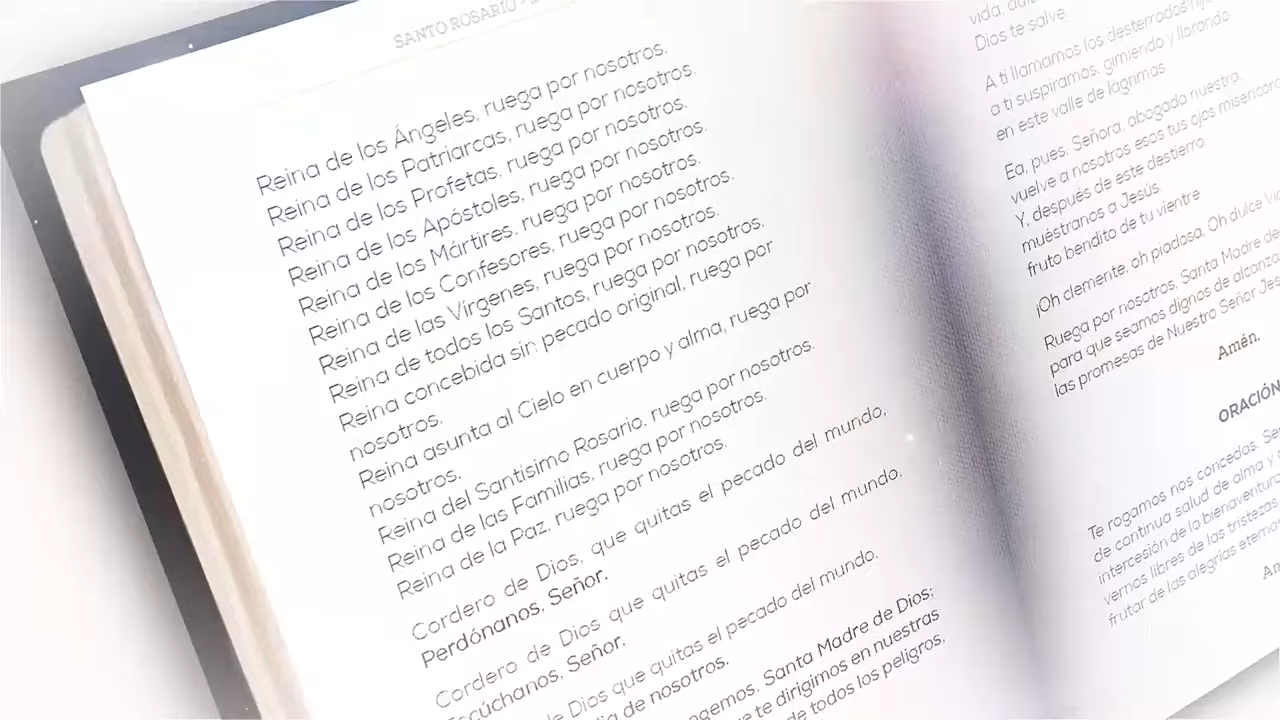 SANTO ROSARIO
Reina de los Ángeles, ruega por nosotros.
Reina de los Patriarcas, ruega por nosotros.
Reina de los Profetas, ruega por nosotros.
Reina de los Apóstoles, ruega por nosotros.
Reina de los Mártires, ruega por nosotros.
Reina de los Confesores, ruega por nosotros.
Reina de las Vírgenes, ruega por nosotros.
Reina de todos los Santos, ruega por nosotros.
Reina concebida sin pecado original, ruega por
nosotros.
Reina asunta al Cielo en cuerpo y alma, ruega por
nosotros.
Reina del Santísimo Rosario, ruega por nosotros.
Reina de las Familias, ruega por nosotros.
Reina de la Paz, ruega por nosotros.
Cordero de Dios, que quitas el pecado del mundo,
Perdónanos, Señor.
Cordero de Dios que quitas el pecado del mundo,
Escúchanos, Señor.
de Dios que quitas el pecado del mundo,
de nosotros.
Santa Madre de Dios;
te dirigimos en nuestras
de todos los peligros,
vida,
Dios te salve.
A ti llamamos los desterrados
a ti suspiramos, gimiendo y llorando
en este valle de lagrimas.
Ea, pues, Señora, abogada nuestra,
vuelve a nosotros esos tus ojos
Y, después de este destierro
muéstranos a Jesús,
fruto bendito de tu vientre
¡Oh clemente, oh piadosa, Oh dulce
Ruega por nosotros, Santa Madre de
para que seamos dignos de
las promesas de Nuestro Señor
Amén.
ORACIÓN
Te rogamos nos concedas,
de continua salud de alma y
intercesión de la
vernos libres de las tristezas
frutar de las alegrías